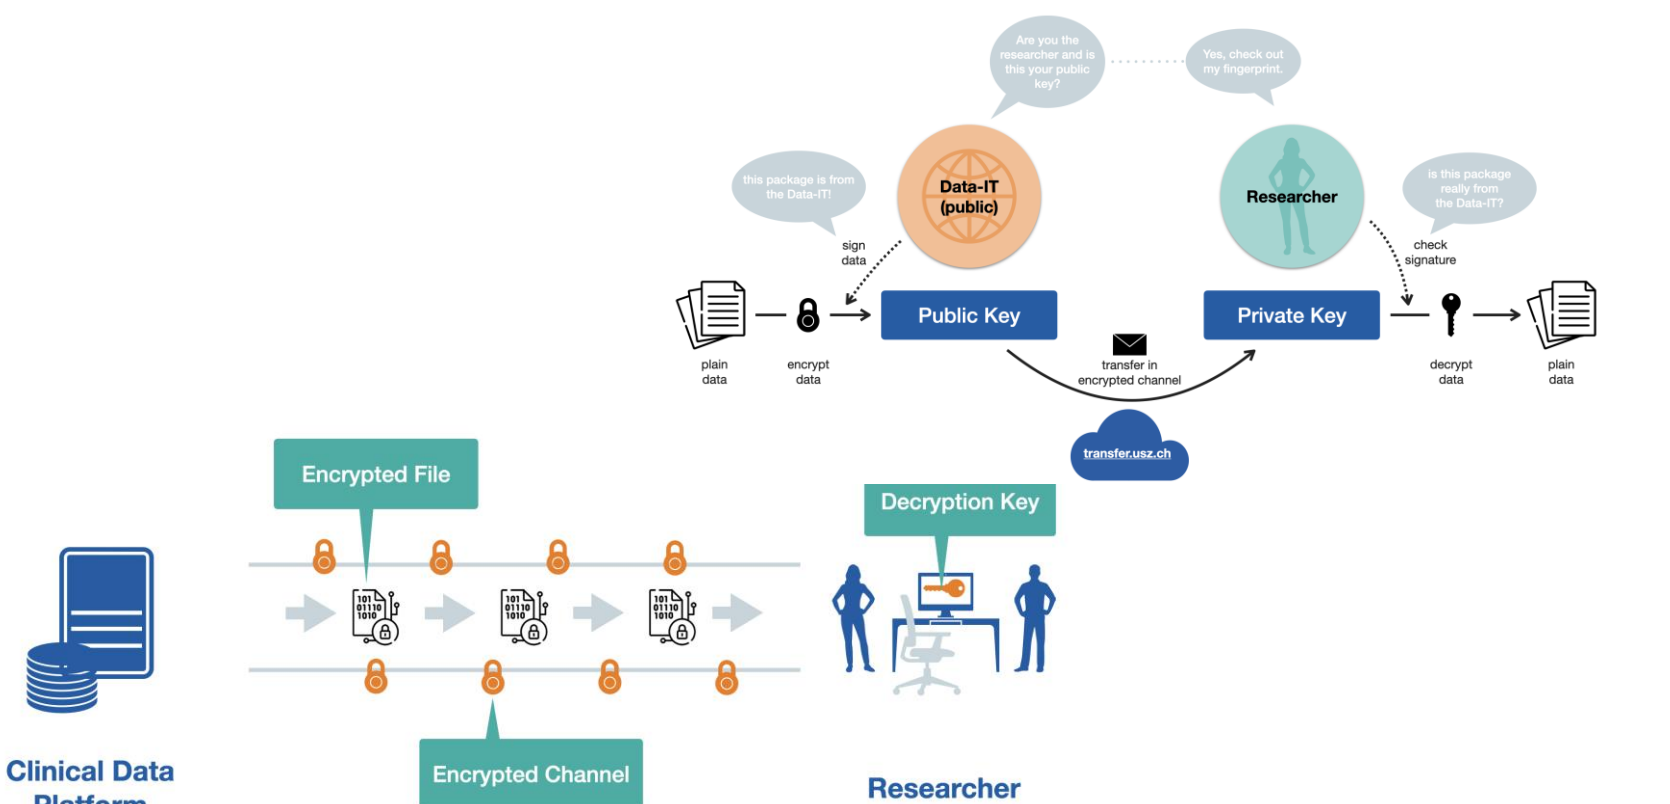 Are you the
researcher and is
this your public
key?
Yes, check out
my fingerprint.
this package is from
the Data-IT!
Data-IT
(public)
Researcher
is this package
really from
the Data-IT?
sign
data
check
signature
Public Key
Private Key
plain
data
encrypt
data
transfer in
encrypted channel
decrypt
data
plain
data
transfer.usz.ch
Encrypted File
Decryption Key
101
01110
1010
101
01110
1010
101
01110
1010
Encrypted Channel
Clinical Data
Platform
Researcher